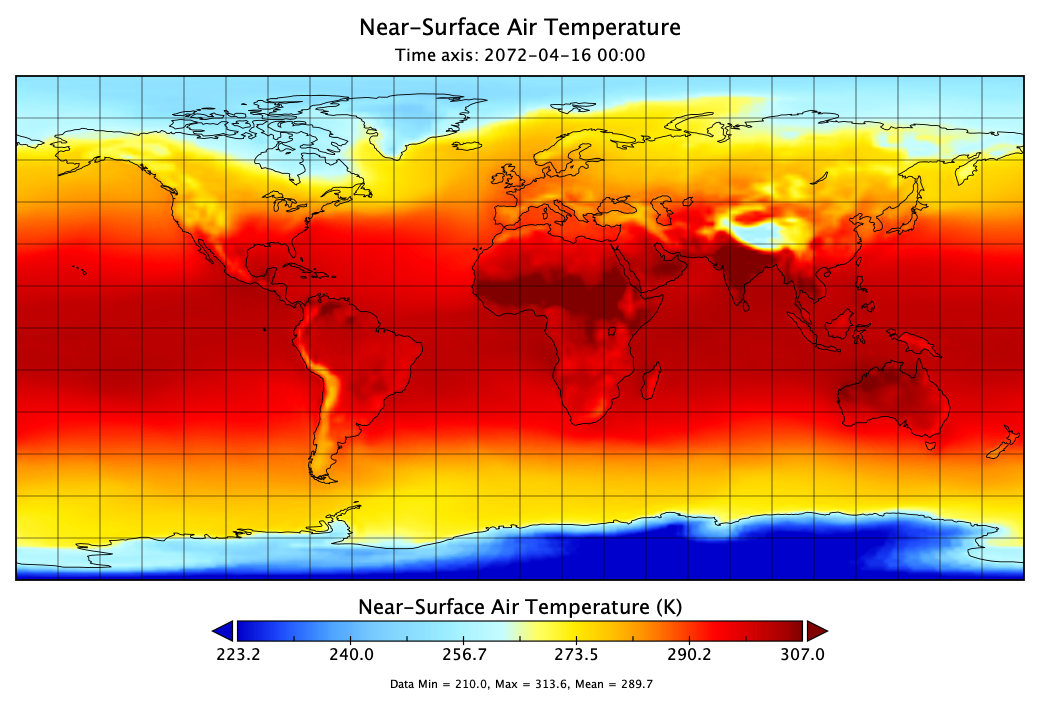 Near-Surface Air Temperature
Time axis: 2072-04-16 00:00
Near-Surface Air Temperature (K)
223.2 240.0 256.7 273.5 290.2 307.0
Data Min = 210.0, Max = 313.6, Mean = 289.7